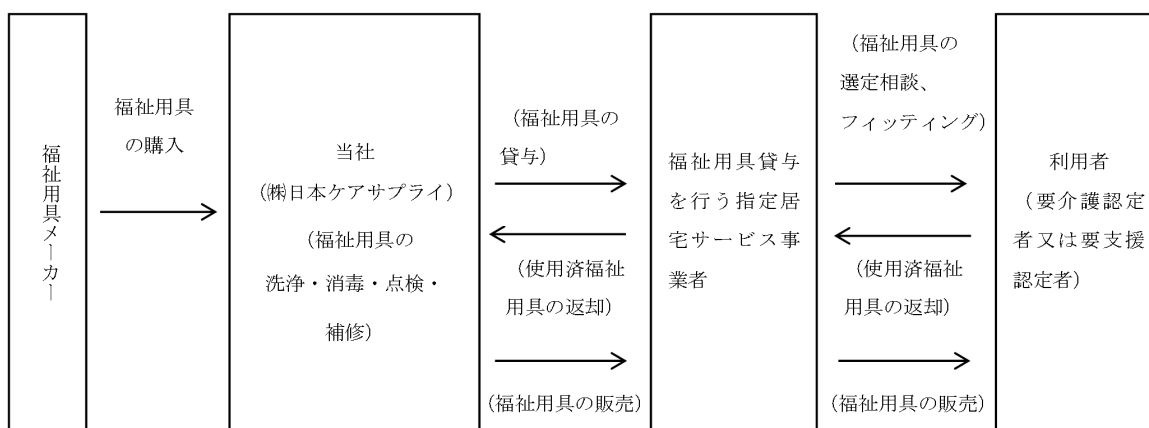 福祉用具メーカー
福祉用具
の購入
当社
（㈱日本ケアサプライ）
（福祉用具の
洗浄・消毒・点検・
補修）
（福祉用具の
貸与）
（使用済福祉
用具の返却）
（福祉用具の販売）
福祉用具貸与
を行う指定居
宅サービス事
業者
（福祉用具の
選定相談、
フィッティング）
（使用済福祉
用具の返却）
（福祉用具の販売）
利用者
（要介護認定
者又は要支援
認定者）